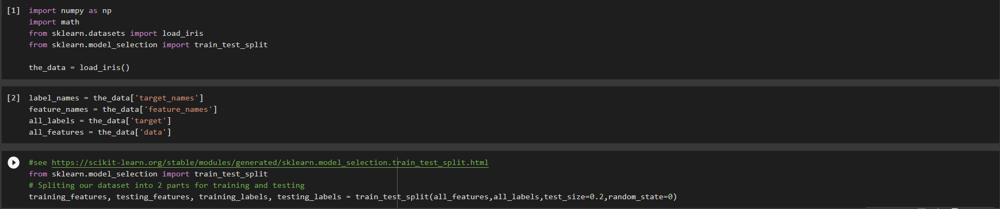 [1] import numpy as np
import math
from sklearn.datasets import load_iris
from sklearn.model_selection import train_test_split
the_data = load_iris()
[2] label_names = the_data['target_names']
feature_names = the_data['feature_names']
all_labels = the_data['target']
all_features = the_data['data']
#see https://scikit-learn.org/stable/modules/generated/sklearn.model_selection.train_test_split.html
from sklearn.model_selection import train_test_split
# Spliting our dataset into 2 parts for training and testing
training_features, testing_features, training_labels, testing_labels = train_test_split(all_features,all_labels,test_size=0.2,random_state=0)